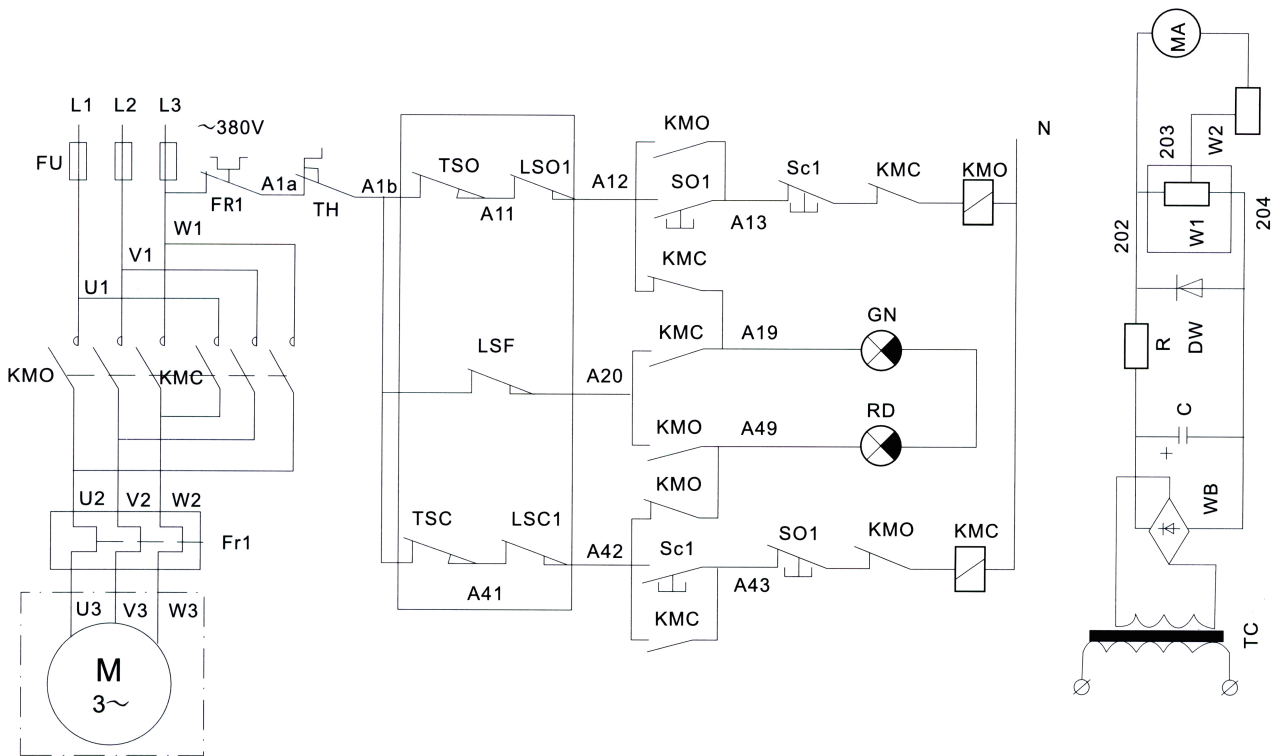 L1 L2 L3
~380V
FU
FR1
A1a
TH
A1b
TSO
A11
LSO1
A12
KMO
SO1
A13
Sc1
KMC
KMO
N
W1
V1
U1
KMO
KMC
KMC
KMC
A19
GN
LSF
A20
KMO
A49
RD
KMO
U2 V2 W2
Fr1
U3 V3 W3
M
3~
TSC
A41
LSC1
A42
Sc1
KMC
A43
SO1
KMO
KMC
MA
203
W2
202
W1
204
R
DW
C
+
WB
TC